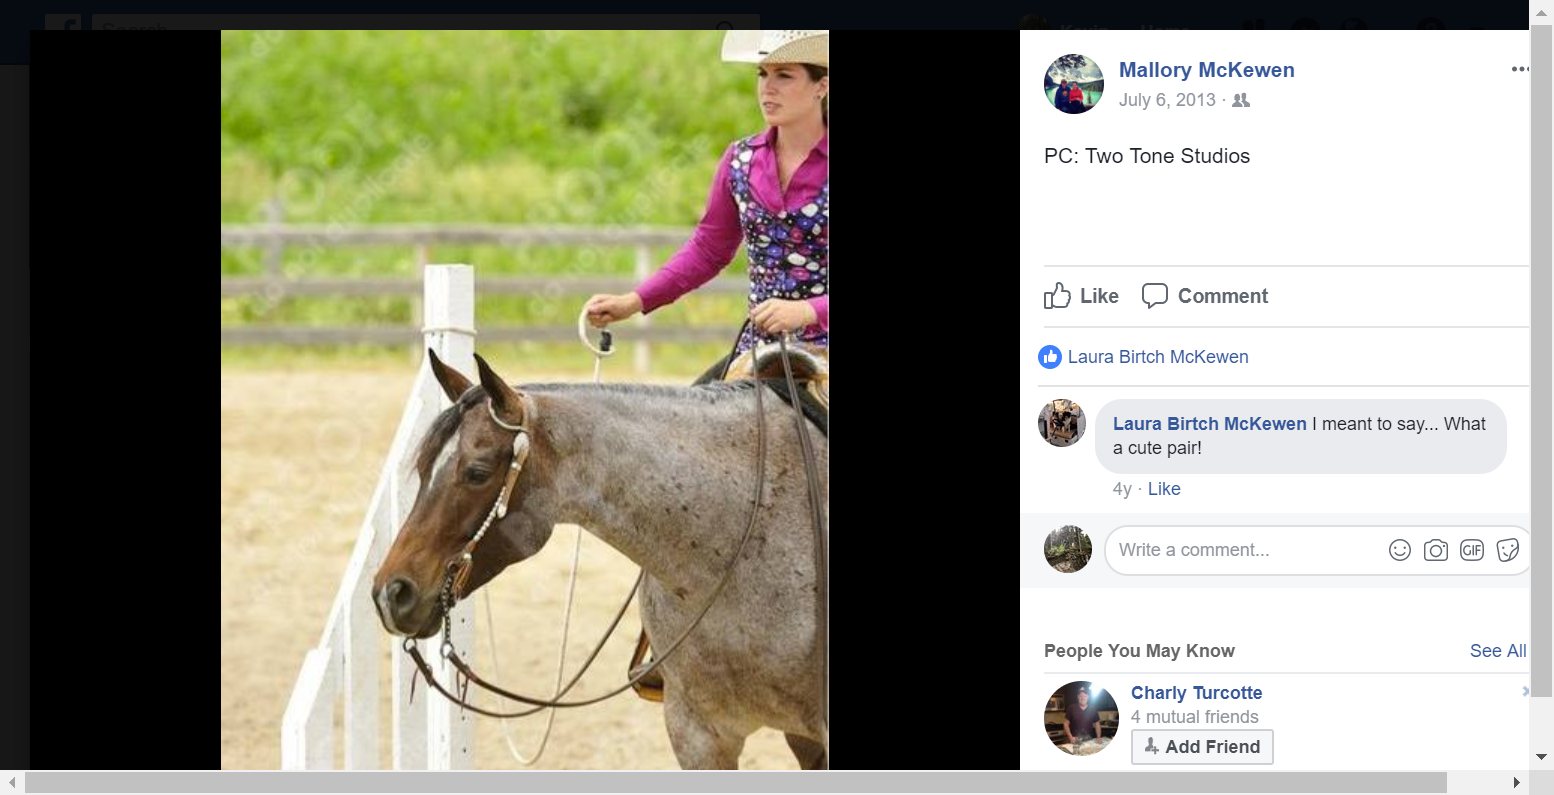 Search
Mallory McKewen
July 6, 2013 ·
PC: Two Tone Studios
Like Comment
Laura Birtch McKewen
Laura Birtch McKewen I meant to say... What
a cute pair!
4y · Like
Write a comment...
GIF
People You May Know
See All
Charly Turcotte
4 mutual friends
Add Friend